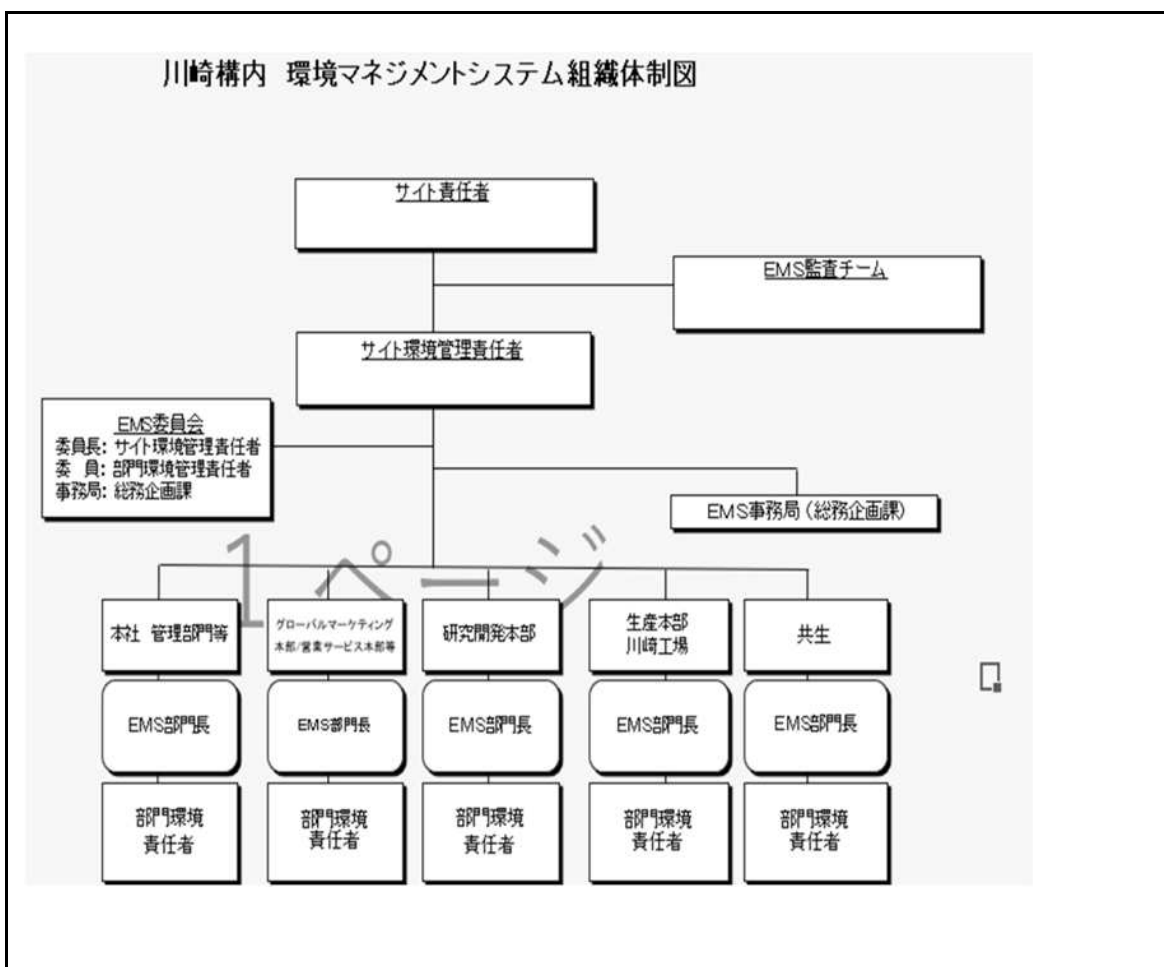 川崎構内 環境マネジメントシステム組織体制図
サイト責任者
EMS監査チーム
サイト環境管理責任者
EMS委員会
委員長: サイト環境管理責任者
委 員: 部門環境管理責任者
事務局: 総務企画課
EMS事務局 (総務企画課)
1 ページ
本社 管理部門等
グローバルマーケティング
本部/営業サービス本部等
研究開発本部
生産本部
川崎工場
共生
EMS部門長
EMS部門長
EMS部門長
EMS部門長
EMS部門長
部門環境
責任者
部門環境
責任者
部門環境
責任者
部門環境
責任者
部門環境
責任者